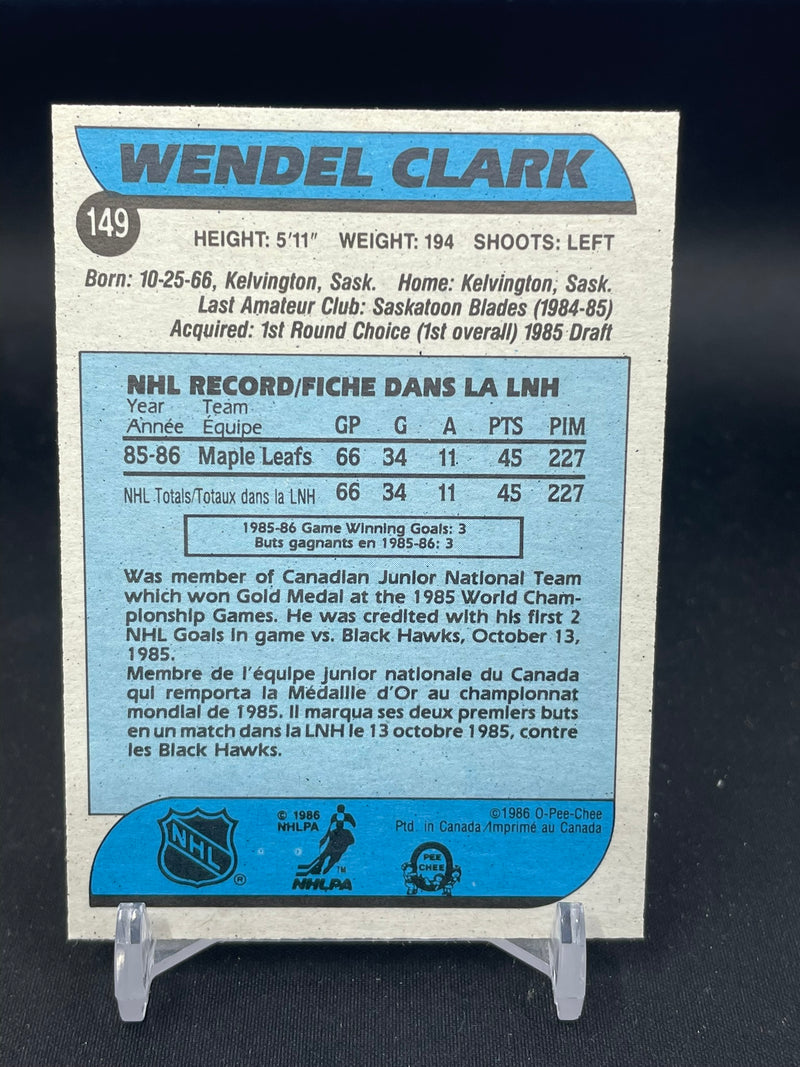 WENDEL CLARK
149
HEIGHT: 5'11" WEIGHT: 194 SHOOTS: LEFT
Born: 10-25-66, Kelvington, Sask. Home: Kelvington, Sask.
Last Amateur Club: Saskatoon Blades (1984-85)
Acquired: 1st Round Choice (1st overall) 1985 Draft
NHL RECORD/FICHE DANS LA LNH
Year Team
Année Équipe GP G A PTS PIM
85-86 Maple Leafs 66 34 11 45 227
NHL Totals/Totaux dans la LNH 66 34 11 45 227
1985-86 Game Winning Goals: 3
Buts gagnants en 1985-86: 3
Was member of Canadian Junior National Team
which won Gold Medal at the 1985 World Cham-
pionship Games. He was credited with his first 2
NHL Goals in game vs. Black Hawks, October 13,
1985.
Membre de l'équipe junior nationale du Canada
qui remporta la Médaille d'Or au championnat
mondial de 1985. Il marqua ses deux premiers buts
en un match dans la LNH le 13 octobre 1985, contre
les Black Hawks.
NHL ®
© 1986
NHLPA
TM
NHLPA
©1986 O-Pee-Chee
Ptd. in Canada/Imprimé au Canada
PEE
CHEE